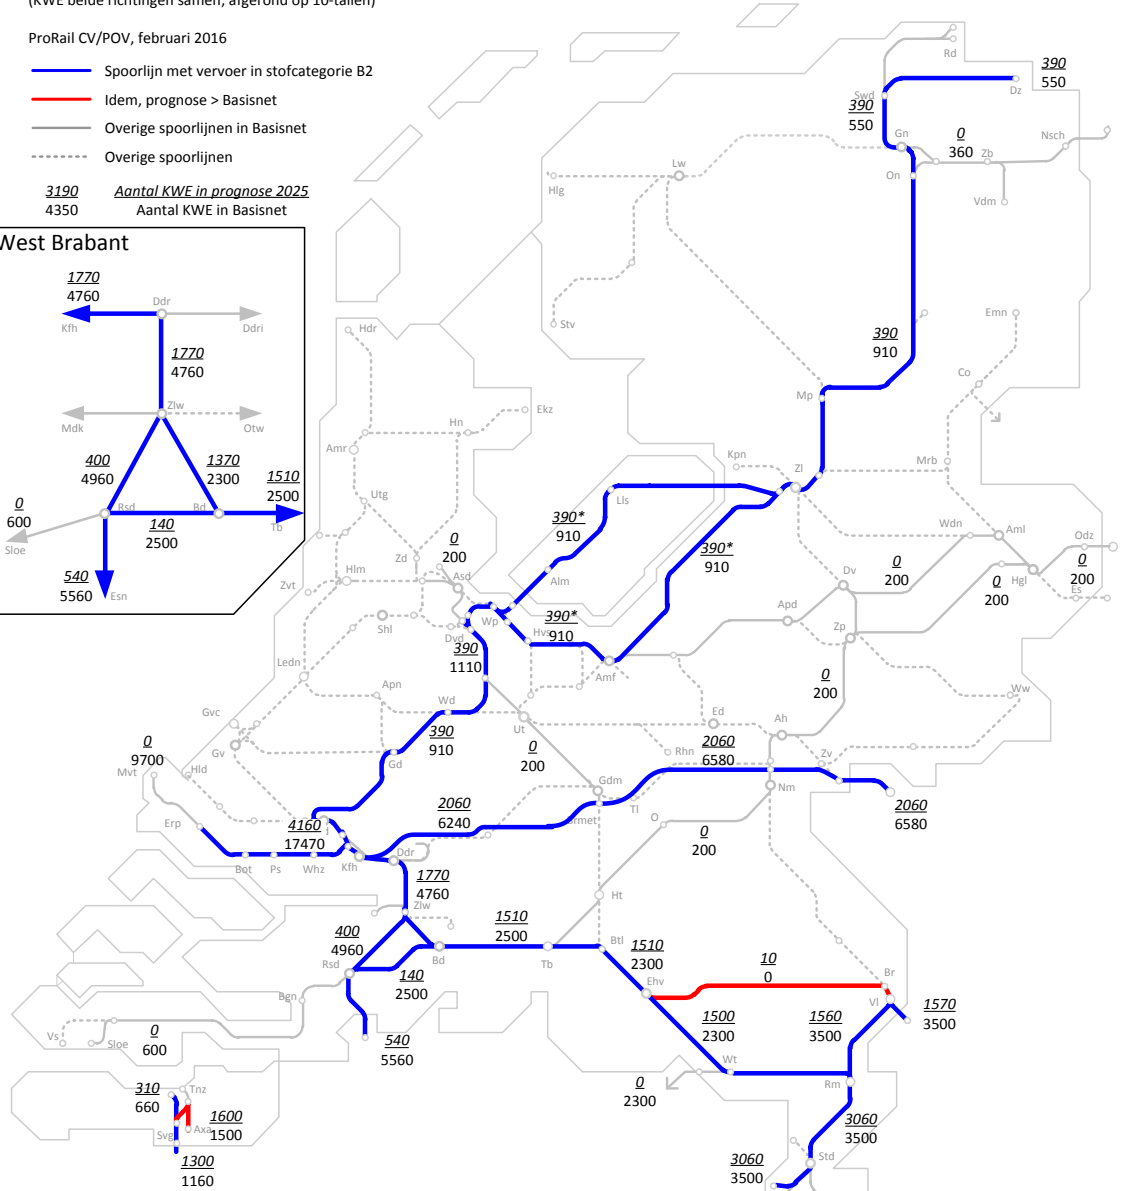 (KWE beide richtingen samen, afgerond op 10-tallen)
ProRail CV/POV, februari 2016
Spoorlijn met vervoer in stofcategorie B2
Idem, prognose > Basisnet
Overige spoorlijnen in Basisnet
Overige spoorlijnen
3190 Aantal KWE in prognose 2025
4350 Aantal KWE in Basisnet
West Brabant
1770
4760
Ddr
Kfh
Ddri
1770
4760
Zlw
Mdk
Otw
400
4960
1370
2300
1510
2500
0
600
Rsd
Bd
Tb
Sloe
140
2500
540
5560
Esn
Rd
390
550
Dz
Swd
390
550
Gn
0
360
Zb
Nsch
On
Vdm
Lw
Hlg
Stv
390
910
Emn
Co
Mp
Hdr
Ekz
Hn
Amr
Kpn
Zl
Mrb
Utg
Lls
390*
910
Wdn
Aml
Odz
0
200
Zd
Asd
390*
910
Alm
0
200
0
200
0
200
Hgl
Es
Hlm
Zvt
Dv
Apd
Shl
Wp
Hvs
390*
910
Dvd
390
1110
Zp
Amf
Ledn
0
200
Apn
Wd
Ww
Gvc
Gv
Ut
Ed
Ah
390
910
0
200
Rhn
2060
6580
Zv
0
9700
Mvt
Hld
Gd
Gdm
Nm
2060
6580
Erp
4160
17470
2060
6240
Tl
O
0
200
Bot
Ps
Whz
Kfh
Ddr
1770
4760
Zlw
Ht
400
4960
1510
2500
Btl
1510
2300
10
0
Rsd
Bd
Tb
Ehv
Br
Vl
140
2500
Bgn
1500
2300
1560
3500
1570
3500
Vs
Sloe
0
600
540
5560
Wt
Rm
0
2300
310
660
Tnz
1600
1500
Axa
Svg
3060
3500
1300
1160
3060
3500
Std